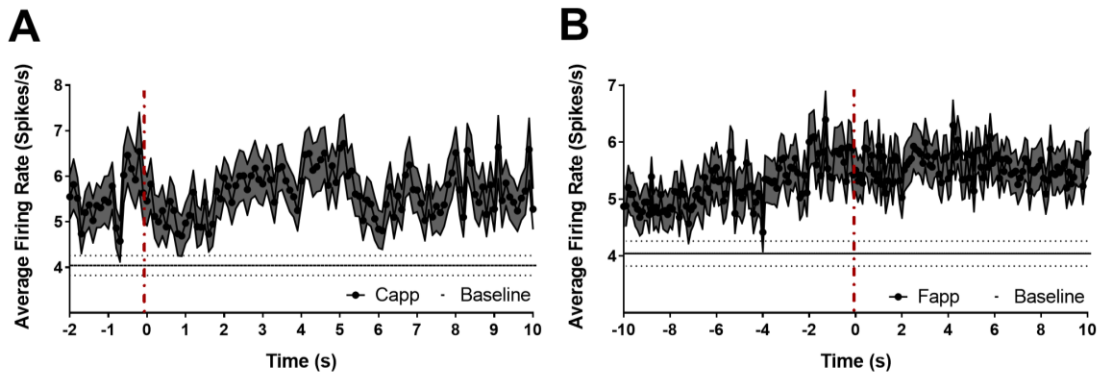 A
Average Firing Rate (Spikes/s)
8
7
6
5
4
Capp
Baseline
-2 -1 0 1 2 3 4 5 6 7 8 9 10
Time (s)
B
Average Firing Rate (Spikes/s)
7
6
5
4
Fapp
Baseline
-10 -8 -6 -4 -2 0 2 4 6 8 10
Time (s)